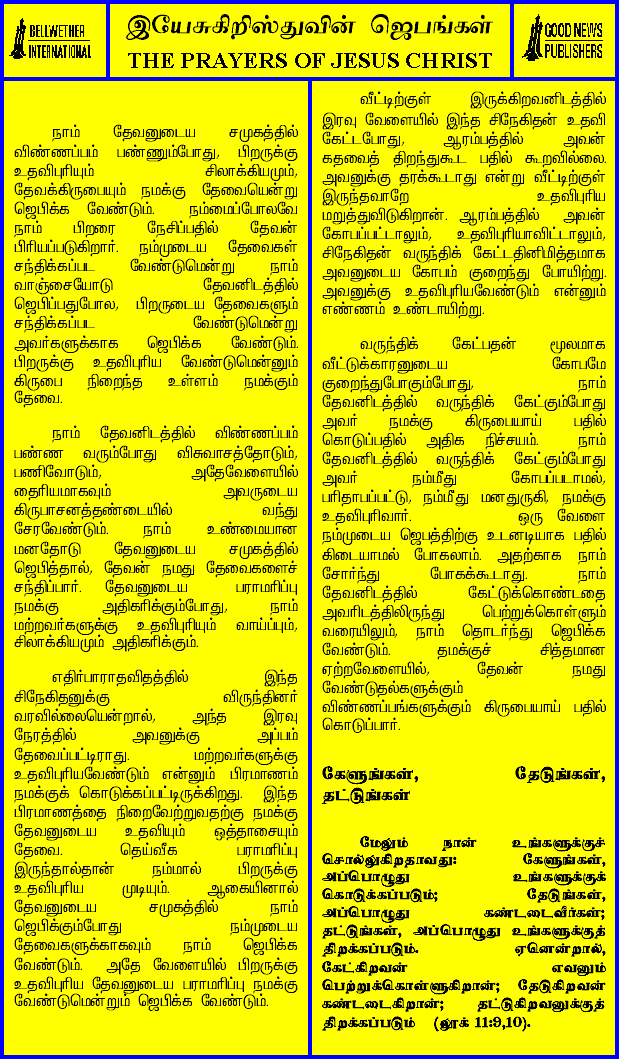 BELLWETHER
INTERNATIONAL
இயேசுகிறிஸ்துவின் ஜெபங்கள்
THE PRAYERS OF JESUS CHRIST
GOOD NEWS
PUBLISHERS
நாம் தேவனுடைய சமுகத்தில்
விண்ணப்பம் பண்ணும்போது, பிறருக்கு
உதவிபுரியும் சிலாக்கியமும்,
தேவக்கிருபையும் நமக்கு தேவையென்று
ஜெபிக்க வேண்டும். நம்மைப்போலவே
நாம் பிறரை நேசிப்பதில் தேவன்
பிரியப்படுகிறார். நம்முடைய தேவைகள்
சந்திக்கப்பட வேண்டுமென்று நாம்
வாஞ்சையோடு தேவனிடத்தில்
ஜெபிப்பதுபோல, பிறருடைய தேவைகளும்
சந்திக்கப்பட வேண்டுமென்று
அவர்களுக்காக ஜெபிக்க வேண்டும்.
பிறருக்கு உதவிபுரிய வேண்டுமென்னும்
கிருபை நிறைந்த உள்ளம் நமக்கும்
தேவை.
நாம் தேவனிடத்தில் விண்ணப்பம்
பண்ண வரும்போது விசுவாசத்தோடும்,
பணிவோடும், அதேவேளையில்
தைரியமாகவும் அவருடைய
கிருபாசனத்தண்டையில் வந்து
சேரவேண்டும். நாம் உண்மையான
மனதோடு தேவனுடைய சமுகத்தில்
ஜெபித்தால், தேவன் நமது தேவைகளைச்
சந்திப்பார். தேவனுடைய பராமரிப்பு
நமக்கு அதிகரிக்கும்போது, நாம்
மற்றவர்களுக்கு உதவிபுரியும் வாய்ப்பும்,
சிலாக்கியமும் அதிகரிக்கும்.
எதிர்பாராதவிதத்தில் இந்த
சிநேகிதனுக்கு விருந்தினர்
வரவில்லையென்றால், அந்த இரவு
நேரத்தில் அவனுக்கு அப்பம்
தேவைப்பட்டிராது. மற்றவர்களுக்கு
உதவிபுரியவேண்டும் என்னும் பிரமாணம்
நமக்குக் கொடுக்கப்பட்டிருக்கிறது. இந்த
பிரமாணத்தை நிறைவேற்றுவதற்கு நமக்கு
தேவனுடைய உதவியும் ஒத்தாசையும்
தேவை. தெய்வீக பராமரிப்பு
இருந்தால்தான் நம்மால் பிறருக்கு
உதவிபுரிய முடியும். ஆகையினால்
தேவனுடைய சமுகத்தில் நாம்
ஜெபிக்கும்போது நம்முடைய
தேவைகளுக்காகவும் நாம் ஜெபிக்க
வேண்டும். அதே வேளையில் பிறருக்கு
உதவிபுரிய தேவனுடைய பராமரிப்பு நமக்கு
வேண்டுமென்றும் ஜெபிக்க வேண்டும்.
வீட்டிற்குள் இருக்கிறவனிடத்தில்
இரவு வேளையில் இந்த சிநேகிதன் உதவி
கேட்டபோது, ஆரம்பத்தில் அவன்
கதவைத் திறந்துகூட பதில் கூறவில்லை.
அவனுக்கு தரக்கூடாது என்று வீட்டிற்குள்
இருந்தவாறே உதவிபுரிய
மறுத்துவிடுகிறான். ஆரம்பத்தில் அவன்
கோபப்பட்டாலும், உதவிபுரியாவிட்டாலும்,
சிநேகிதன் வருந்திக் கேட்டதினிமித்தமாக
அவனுடைய கோபம் குறைந்து போயிற்று.
அவனுக்கு உதவிபுரியவேண்டும் என்னும்
எண்ணம் உண்டாயிற்று.
வருந்திக் கேட்பதன் மூலமாக
வீட்டுக்காரனுடைய கோபமே
குறைந்துபோகும்போது, நாம்
தேவனிடத்தில் வருந்திக் கேட்கும்போது
அவர் நமக்கு கிருபையாய் பதில்
கொடுப்பதில் அதிக நிச்சயம். நாம்
தேவனிடத்தில் வருந்திக் கேட்கும்போது
அவர் நம்மீது கோபப்படாமல்,
பரிதாபப்பட்டு, நம்மீது மனதுருகி, நமக்கு
உதவிபுரிவார். ஒரு வேளை
நம்முடைய ஜெபத்திற்கு உடனடியாக பதில்
கிடையாமல் போகலாம். அதற்காக நாம்
சோர்ந்து போகக்கூடாது. நாம்
தேவனிடத்தில் கேட்டுக்கொண்டதை
அவரிடத்திலிருந்து பெற்றுக்கொள்ளும்
வரையிலும், நாம் தொடர்ந்து ஜெபிக்க
வேண்டும். தமக்குச் சித்தமான
ஏற்றவேளையில், தேவன் நமது
வேண்டுதல்களுக்கும்
விண்ணப்பங்களுக்கும் கிருபையாய் பதில்
கொடுப்பார்.
கேளுங்கள், தேடுங்கள்,
தட்டுங்கள்
மேலும் நான் உங்களுக்குச்
சொல்லுகிறதாவது: கேளுங்கள்,
அப்பொழுது உங்களுக்குக்
கொடுக்கப்படும்; தேடுங்கள்,
அப்பொழுது கண்டடைவீர்கள்;
தட்டுங்கள், அப்பொழுது உங்களுக்குத்
திறக்கப்படும். ஏனென்றால்,
கேட்கிறவன் எவனும்
பெற்றுக்கொள்ளுகிறான்; தேடுகிறவன்
கண்டடைகிறான்; தட்டுகிறவனுக்குத்
திறக்கப்படும் (லூக் 11:9,10).